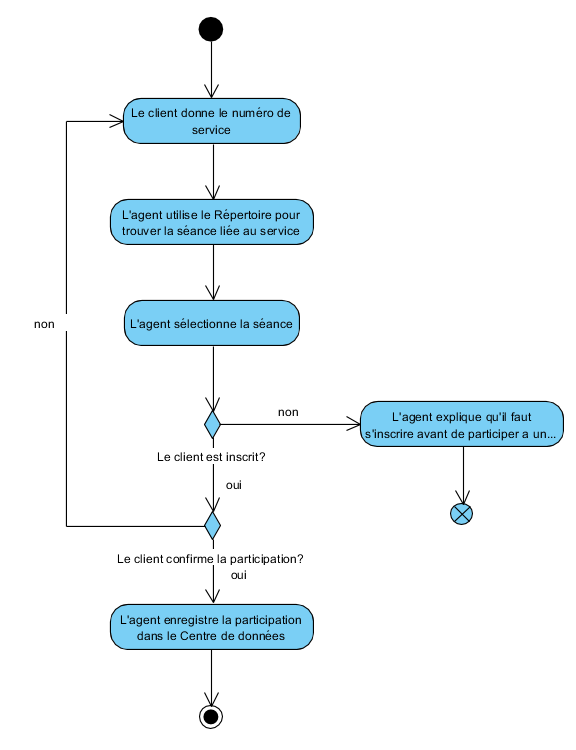 Le client donne le numéro de
service
L'agent utilise le Répertoire pour
trouver la séance liée au service
L'agent sélectionne la séance
non
non
L'agent explique qu'il faut
s'inscrire avant de participer a un...
Le client est inscrit?
oui
Le client confirme la participation?
oui
L'agent enregistre la participation
dans le Centre de données